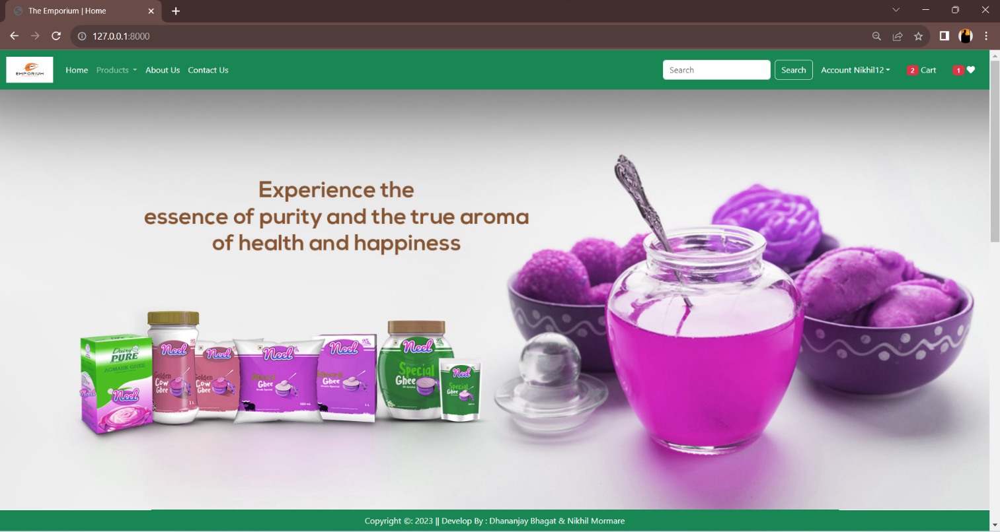 The Emporium | Home
127.0.0.1:8000
EMPORIUM
Home Products About Us Contact Us
Search Search Account Nikhil12 2 Cart 1
Experience the
essence of purity and the true aroma
of health and happiness
Dairy
PURE
AGMARK GHEE
Neel
Neel
Neel
Golden
Cow
Ghee
1 L
Neel
Golden
Cow
Ghee
Neel
Ghee
500 mL
Neel
Ghee
1 L
Neel
Special
Ghee
Neel
Special
Ghee
Copyright ©: 2023 || Develop By : Dhananjay Bhagat & Nikhil Mormare